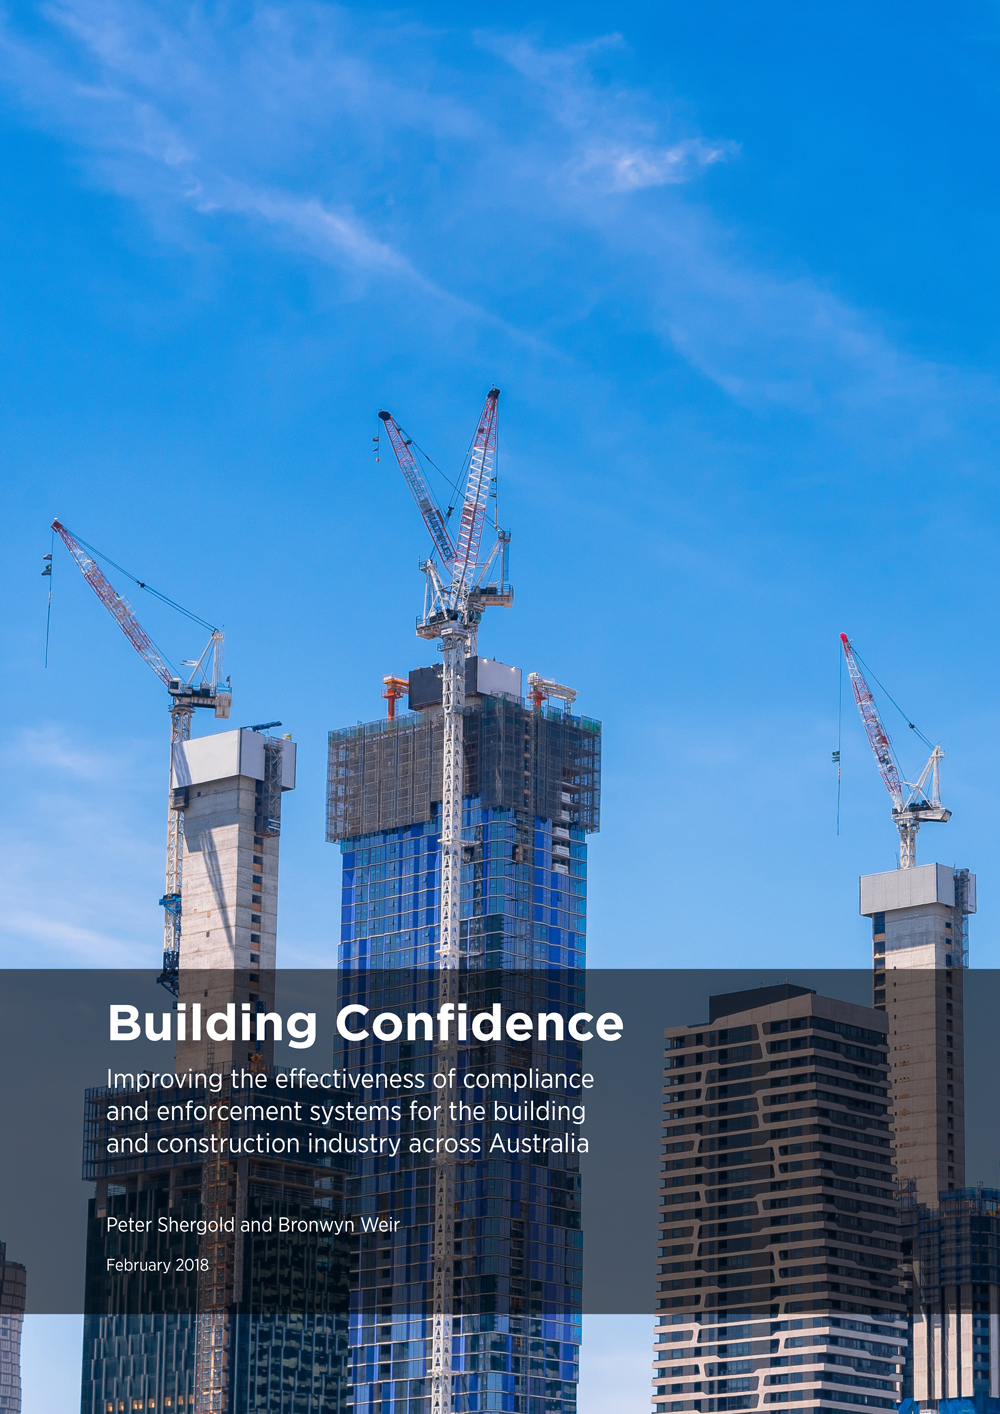 Building Confidence
Improving the effectiveness of compliance
and enforcement systems for the building
and construction industry across Australia
Peter Shergold and Bronwyn Weir
February 2018